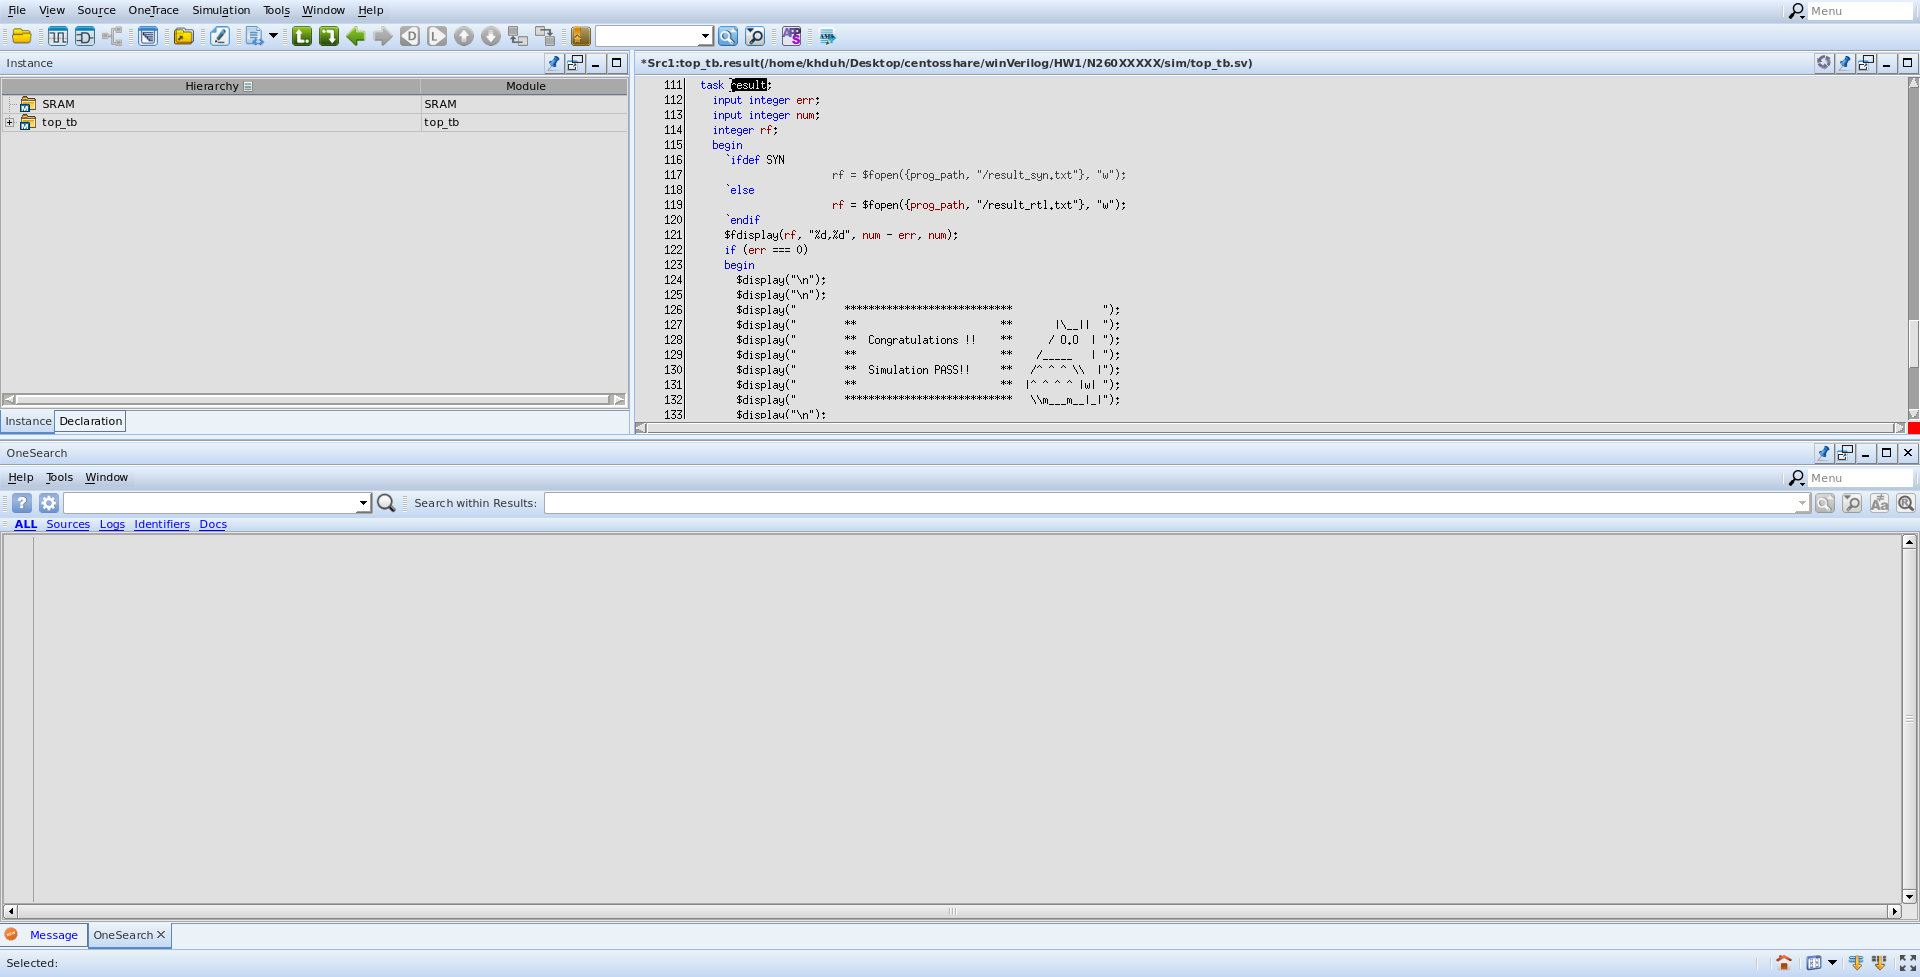 File View Source OneTrace Simulation Tools Window Help Menu
Instance
Hierarchy Module
SRAM SRAM
top_tb top_tb
Instance Declaration
*Src1:top_tb.result(/home/khduh/Desktop/centosshare/winVerilog/HW1/N260XXXXX/sim/top_tb.sv)
111 task result;
112 input integer err;
113 input integer num;
114 integer rf;
115 begin
116 `ifdef SYN
117 rf = $fopen({prog_path, "/result_syn.txt"}, "w");
118 `else
119 rf = $fopen({prog_path, "/result_rtl.txt"}, "w");
120 `endif
121 $fdisplay(rf, "%d,%d", num - err, num);
122 if (err === 0)
123 begin
124 $display("\n");
125 $display("\n");
126 $display("        ****************************               ");
127 $display("        **                        **       |\__||  ");
128 $display("        **  Congratulations !!    **      / O.O  | ");
129 $display("        **                        **    /_____   | ");
130 $display("        **  Simulation PASS!!     **   /^ ^ ^ \\  |");
131 $display("        **                        **  |^ ^ ^ ^ |w| ");
132 $display("        ****************************   \\m___m__|_|");
133 $display("\n");
OneSearch
Help Tools Window Menu
Search within Results:
ALL Sources Logs Identifiers Docs
Message OneSearch
Selected: